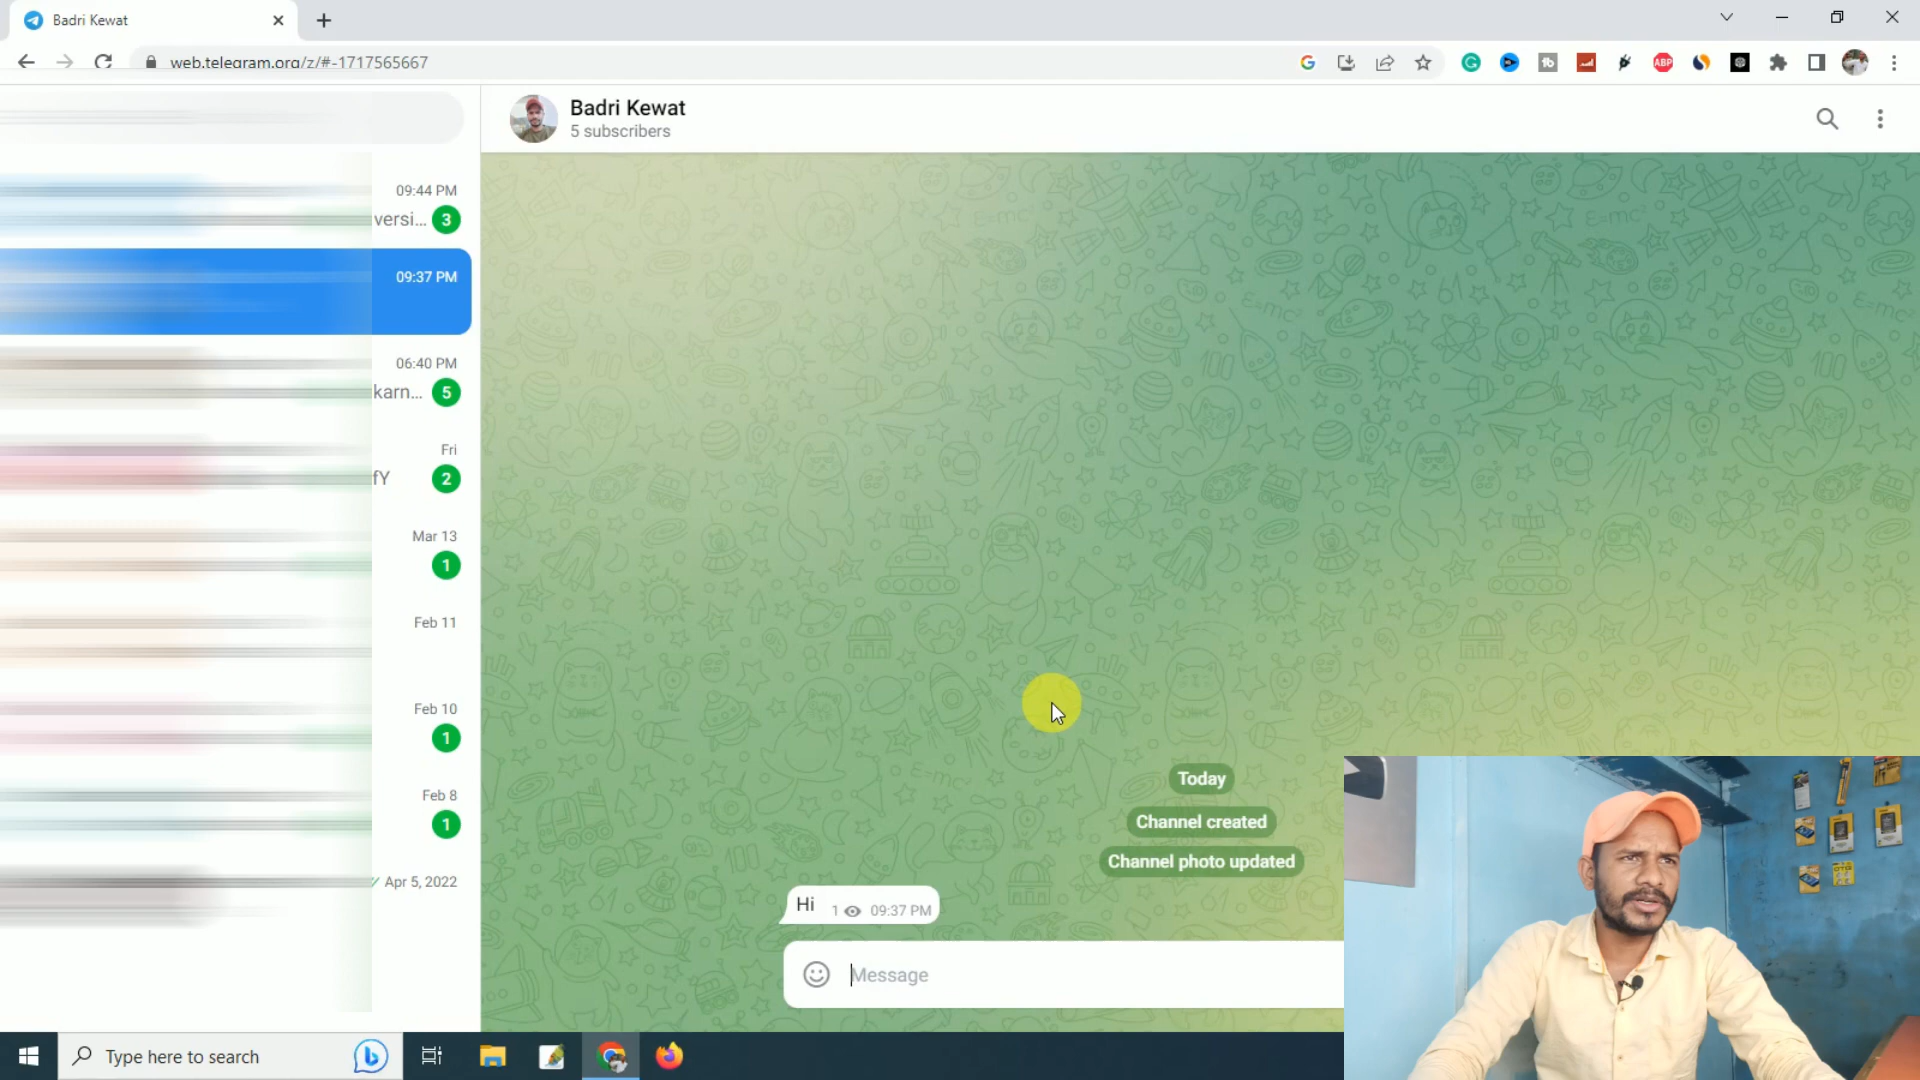 Badri Kewat
web.telegram.org/z/#-1717565667
ABP
Badri Kewat
5 subscribers
09:44 PM
versi... 3
09:37 PM
06:40 PM
karn... 5
Fri
fY 2
Mar 13
1
Feb 11
Feb 10
1
Feb 8
1
Apr 5, 2022
Today
Channel created
Channel photo updated
Hi 1 09:37 PM
Message
Type here to search